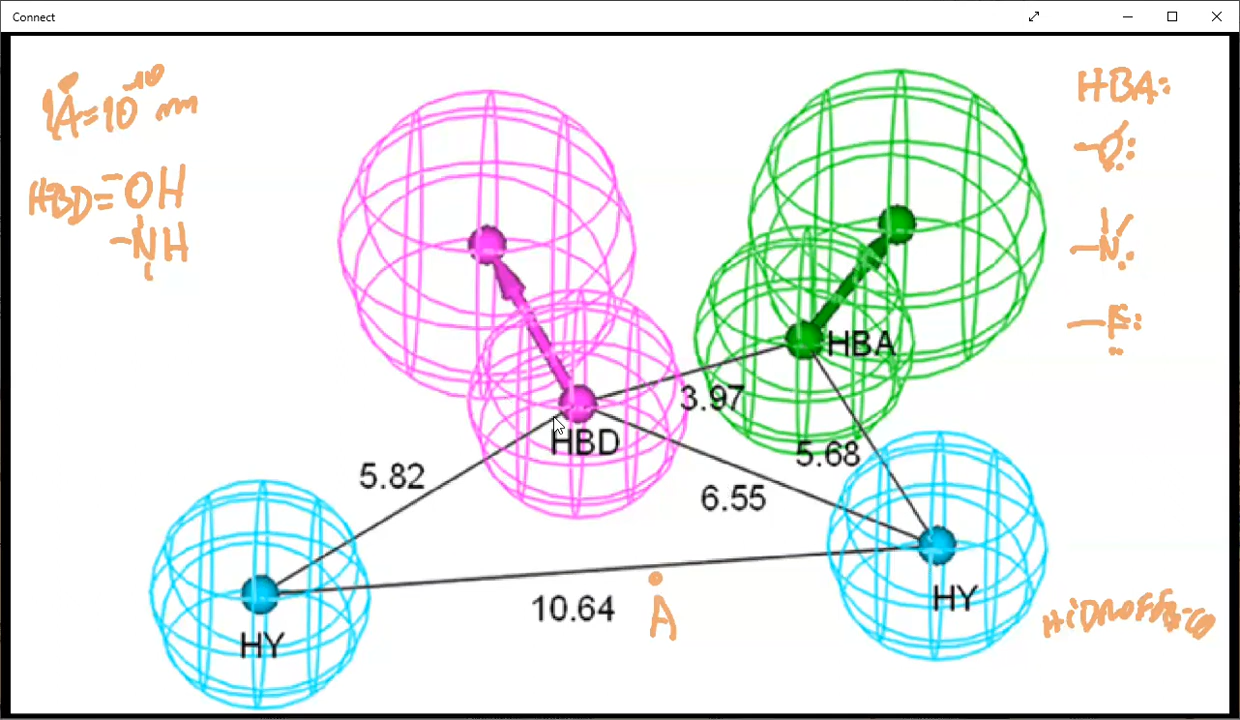 Connect
1Å=10⁻¹⁰ m
HBD=-OH
-NH
HBA:
-O:
-N:
-F:
HBA
3.97
HBD
5.68
5.82
6.55
10.64 Å
HY
HY